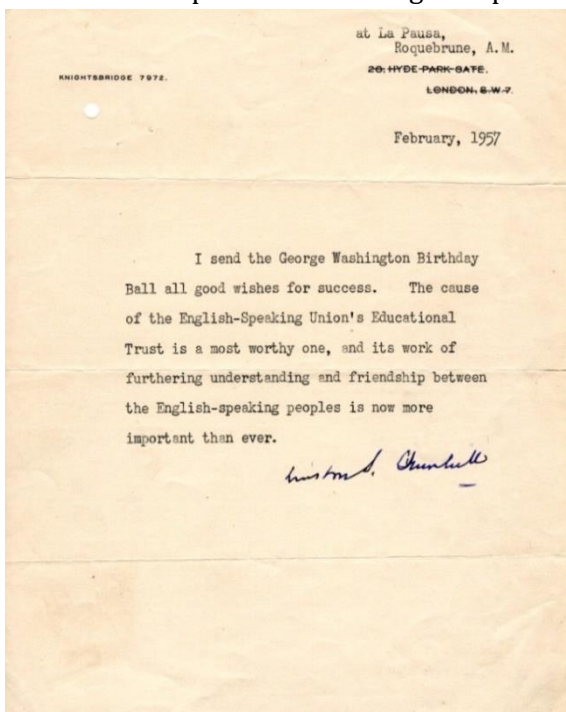 at La Pausa,
Roquebrune, A.M.
KNIGHTSBRIDGE 7972.
28, HYDE PARK GATE.
LONDON, S.W.7.
February, 1957
I send the George Washington Birthday
Ball all good wishes for success. The cause
of the English-Speaking Union's Educational
Trust is a most worthy one, and its work of
furthering understanding and friendship between
the English-speaking peoples is now more
important than ever.
Winston S. Churchill